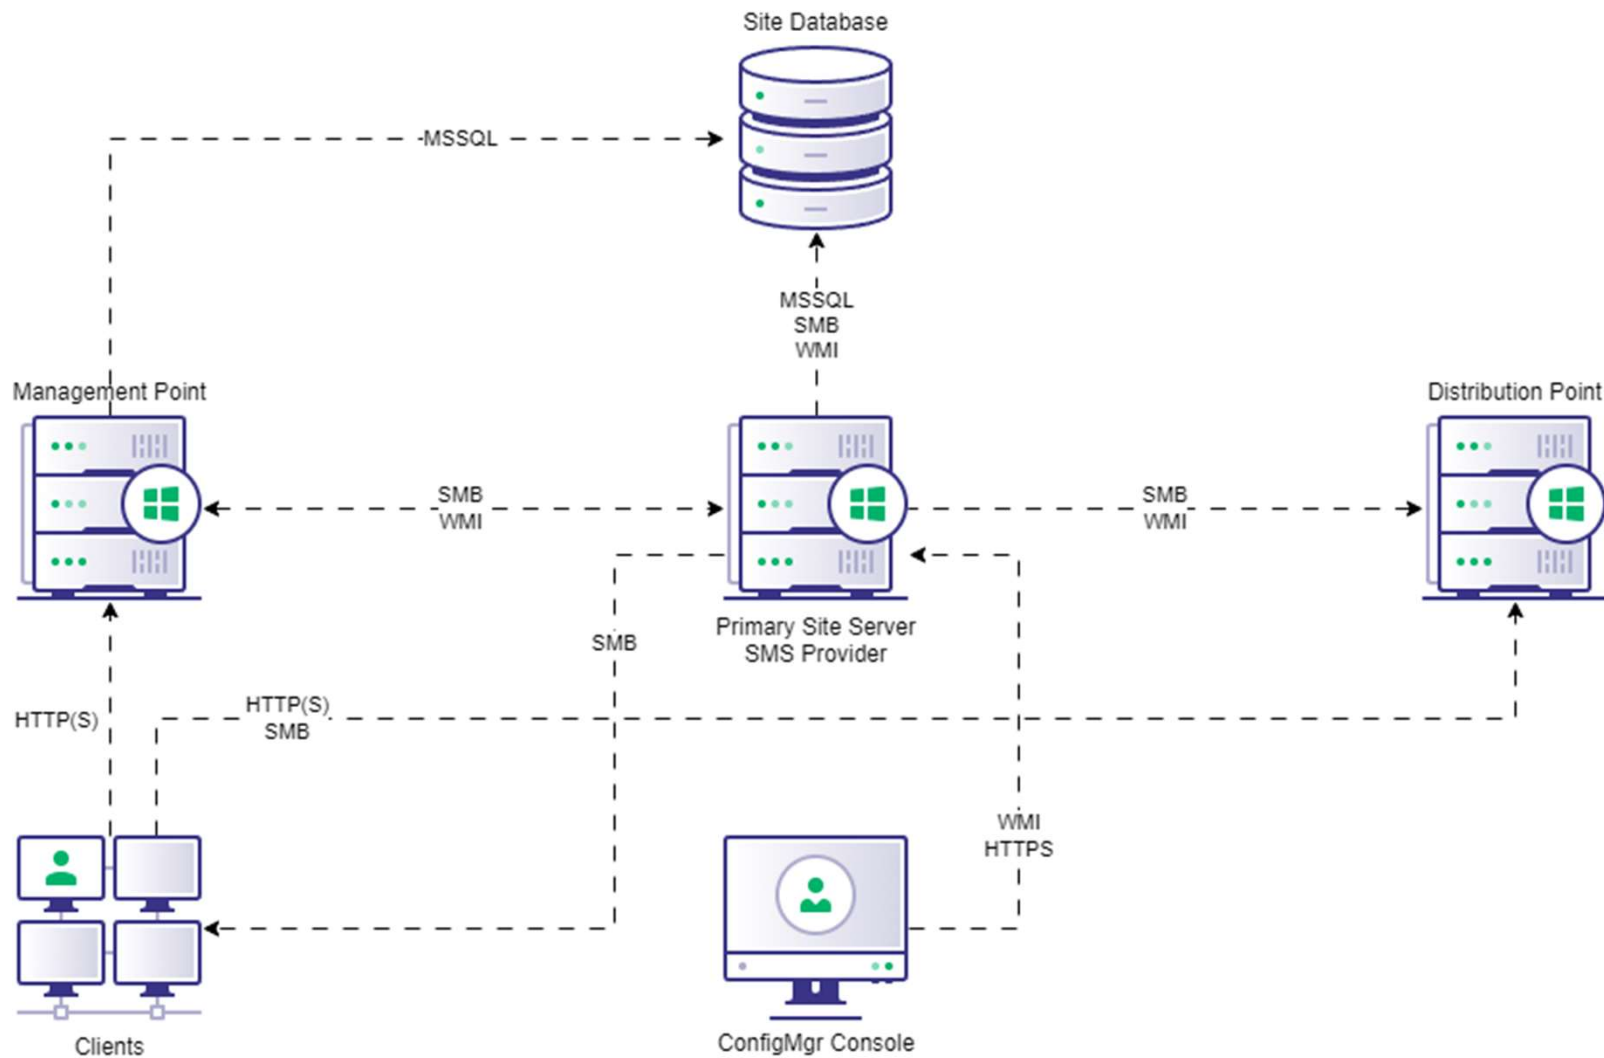 Site Database
MSSQL
MSSQL
SMB
WMI
Management Point
Distribution Point
SMB
WMI
SMB
WMI
Primary Site Server
SMS Provider
SMB
HTTP(S)
HTTP(S)
SMB
WMI
HTTPS
Clients
ConfigMgr Console